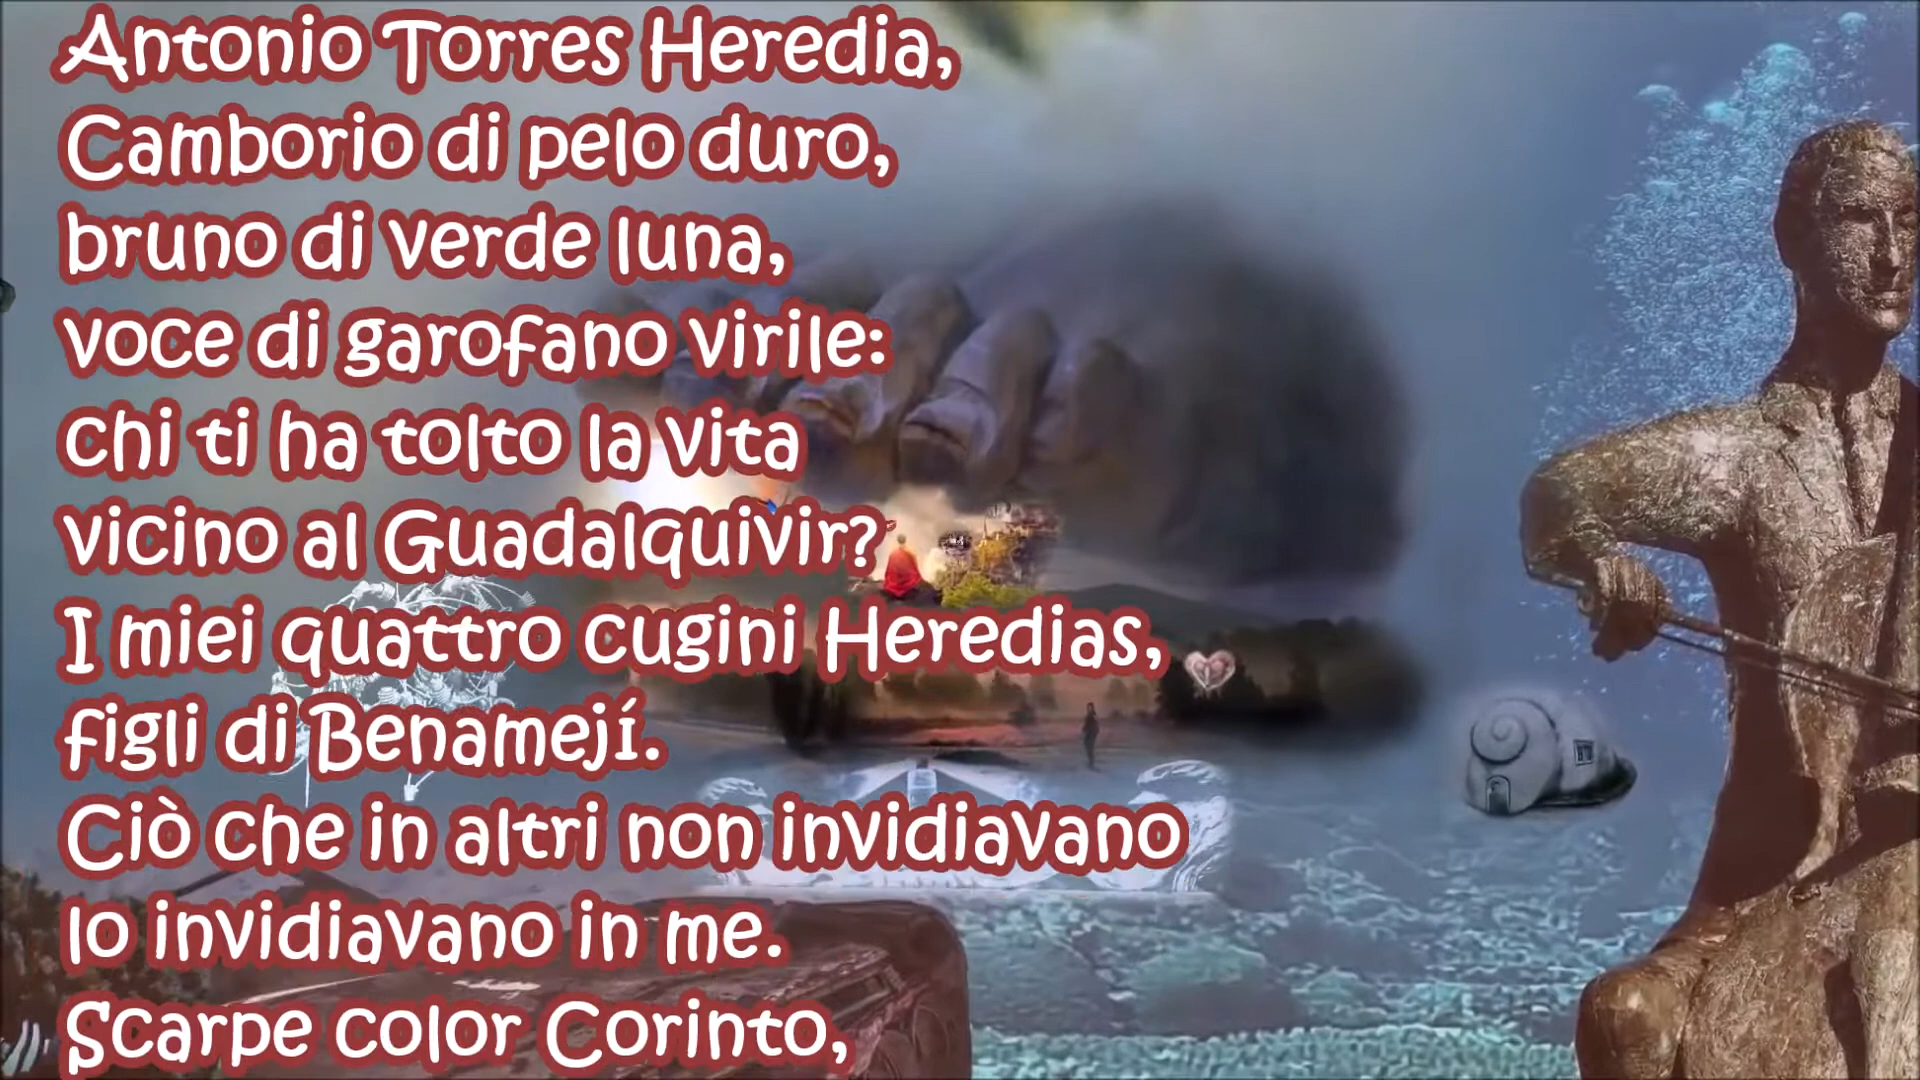 Antonio Torres Heredia,
Camborio di pelo duro,
bruno di verde luna,
voce di garofano virile:
chi ti ha tolto la vita
vicino al Guadalquivir?
I miei quattro cugini Heredias,
figli di Benamejí.
Ciò che in altri non invidiavano
lo invidiavano in me.
Scarpe color Corinto,